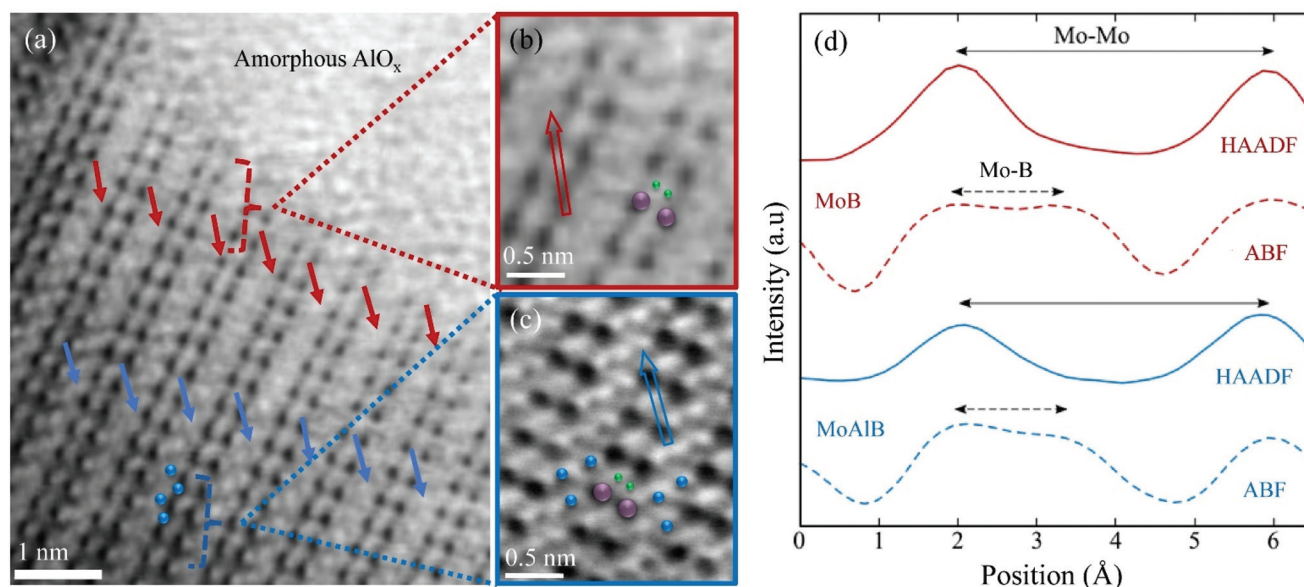 (a)
Amorphous AlOₓ
1 nm
(b)
0.5 nm
(c)
0.5 nm
(d)
Mo-Mo
HAADF
Mo-B
MoB
ABF
HAADF
MoAlB
ABF
Intensity (a.u)
0 1 2 3 4 5 6
Position (Å)